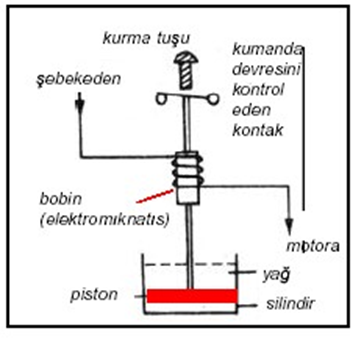 kurma tuşu
kumanda
devresini
kontrol
eden
kontak
şebekeden
bobin
(elektromıknatıs)
motora
yağ
piston
silindir